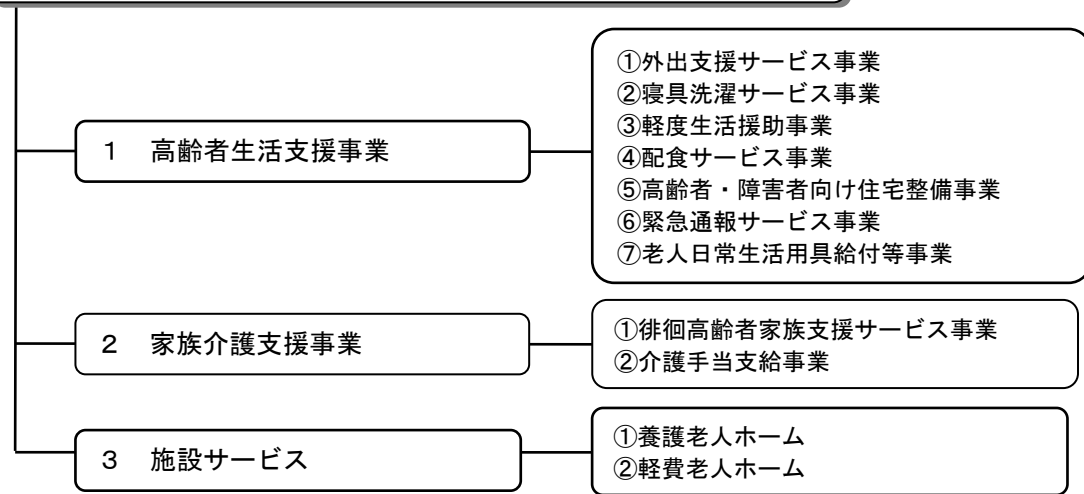 1 高齢者生活支援事業
①外出支援サービス事業
②寝具洗濯サービス事業
③軽度生活援助事業
④配食サービス事業
⑤高齢者・障害者向け住宅整備事業
⑥緊急通報サービス事業
⑦老人日常生活用具給付等事業
2 家族介護支援事業
①徘徊高齢者家族支援サービス事業
②介護手当支給事業
3 施設サービス
①養護老人ホーム
②軽費老人ホーム